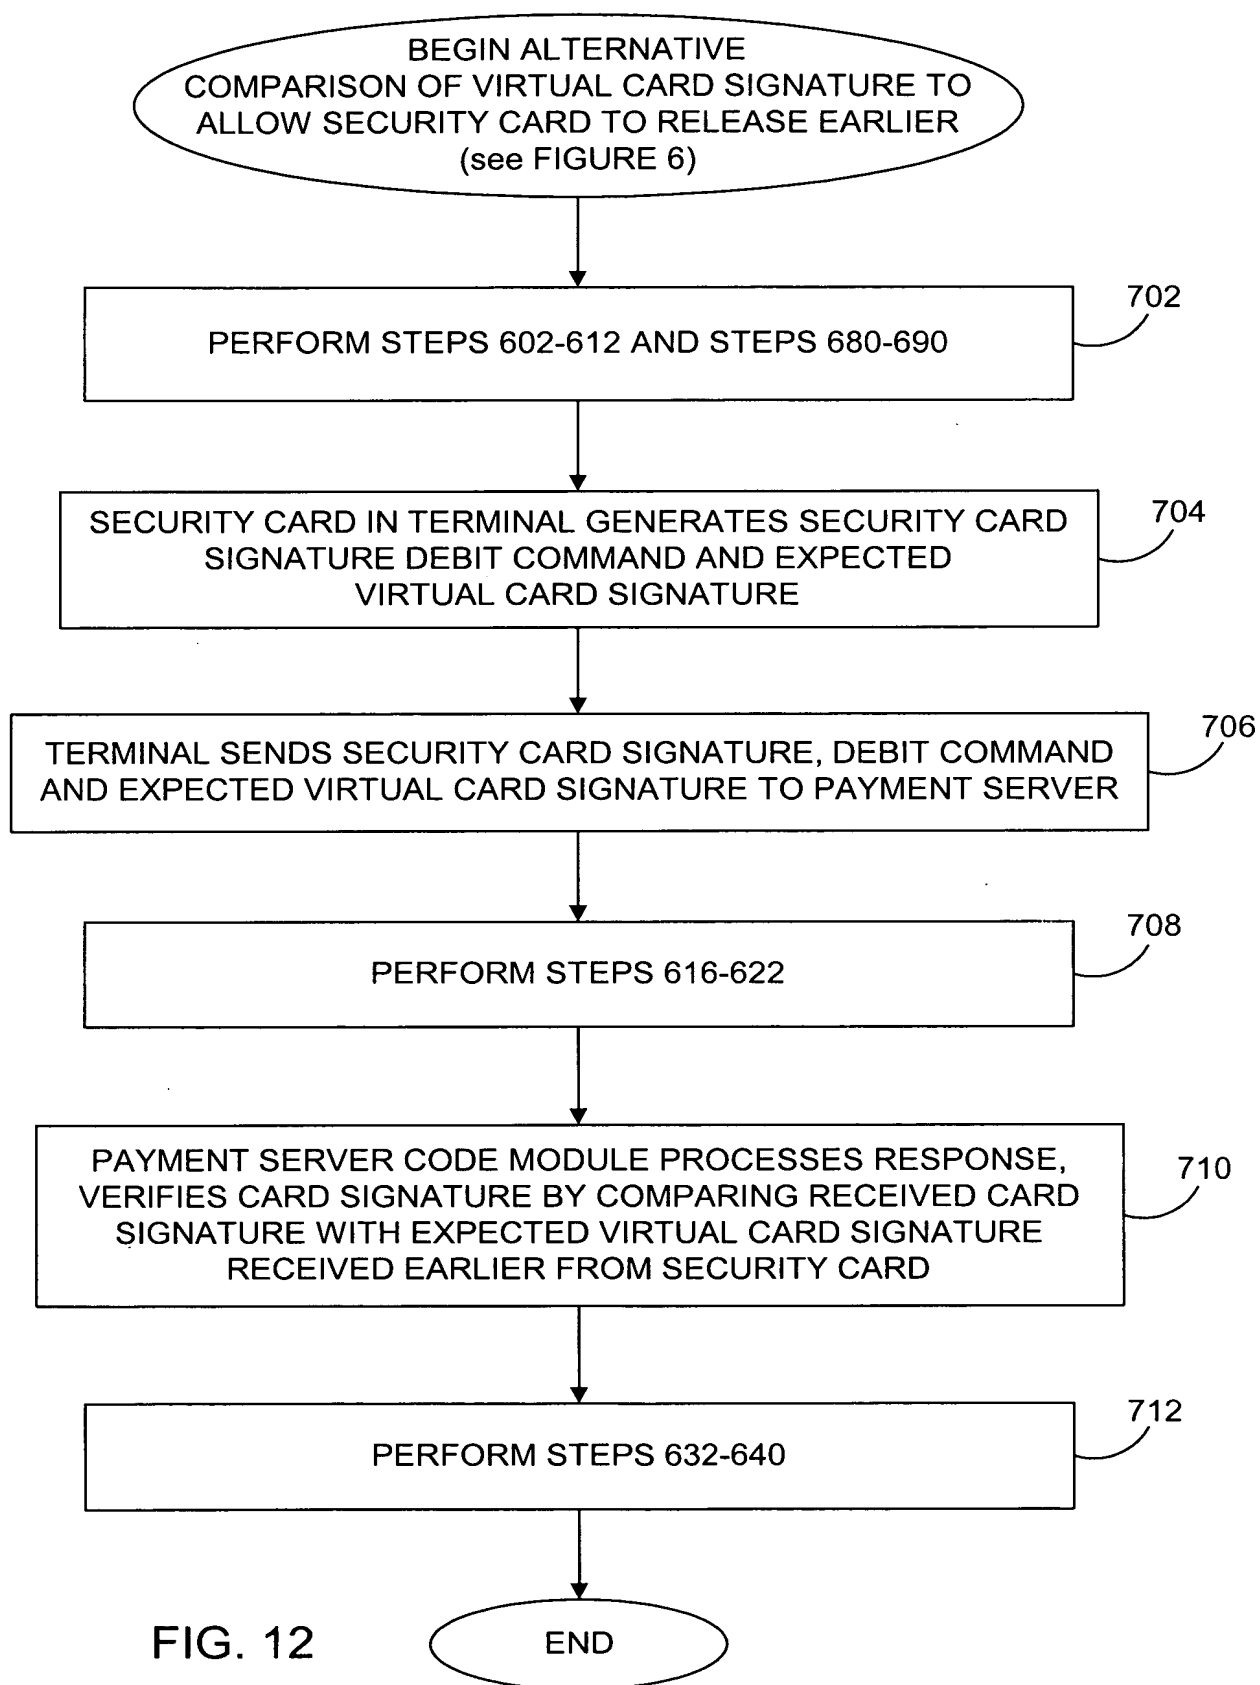 BEGIN ALTERNATIVE
COMPARISON OF VIRTUAL CARD SIGNATURE TO
ALLOW SECURITY CARD TO RELEASE EARLIER
(see FIGURE 6)
702
PERFORM STEPS 602-612 AND STEPS 680-690
704
SECURITY CARD IN TERMINAL GENERATES SECURITY CARD
SIGNATURE DEBIT COMMAND AND EXPECTED
VIRTUAL CARD SIGNATURE
706
TERMINAL SENDS SECURITY CARD SIGNATURE, DEBIT COMMAND
AND EXPECTED VIRTUAL CARD SIGNATURE TO PAYMENT SERVER
708
PERFORM STEPS 616-622
710
PAYMENT SERVER CODE MODULE PROCESSES RESPONSE,
VERIFIES CARD SIGNATURE BY COMPARING RECEIVED CARD
SIGNATURE WITH EXPECTED VIRTUAL CARD SIGNATURE
RECEIVED EARLIER FROM SECURITY CARD
712
PERFORM STEPS 632-640
FIG. 12
END